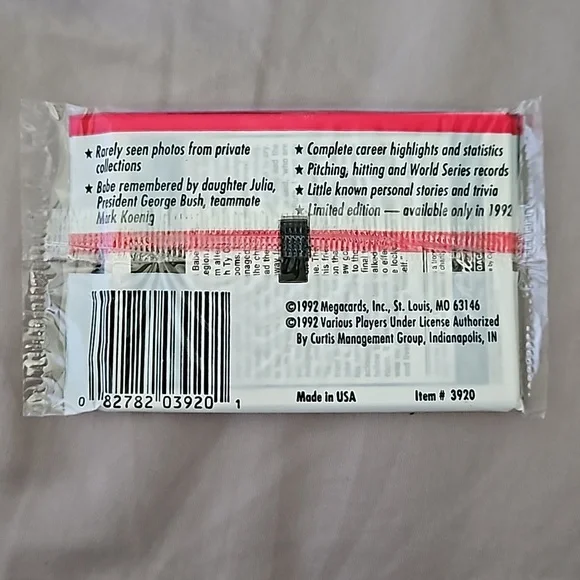 ★ Rarely seen photos from private
collections
★ Babe remembered by daughter Julia,
President George Bush, teammate
Mark Koenig
★ Complete career highlights and statistics
★ Pitching, hitting and World Series records
★ Little known personal stories and trivia
★ Limited edition — available only in 1992
©1992 Megacards, Inc., St. Louis, MO 63146
©1992 Various Players Under License Authorized
By Curtis Management Group, Indianapolis, IN
0 82782 03920 1
Made in USA
Item # 3920